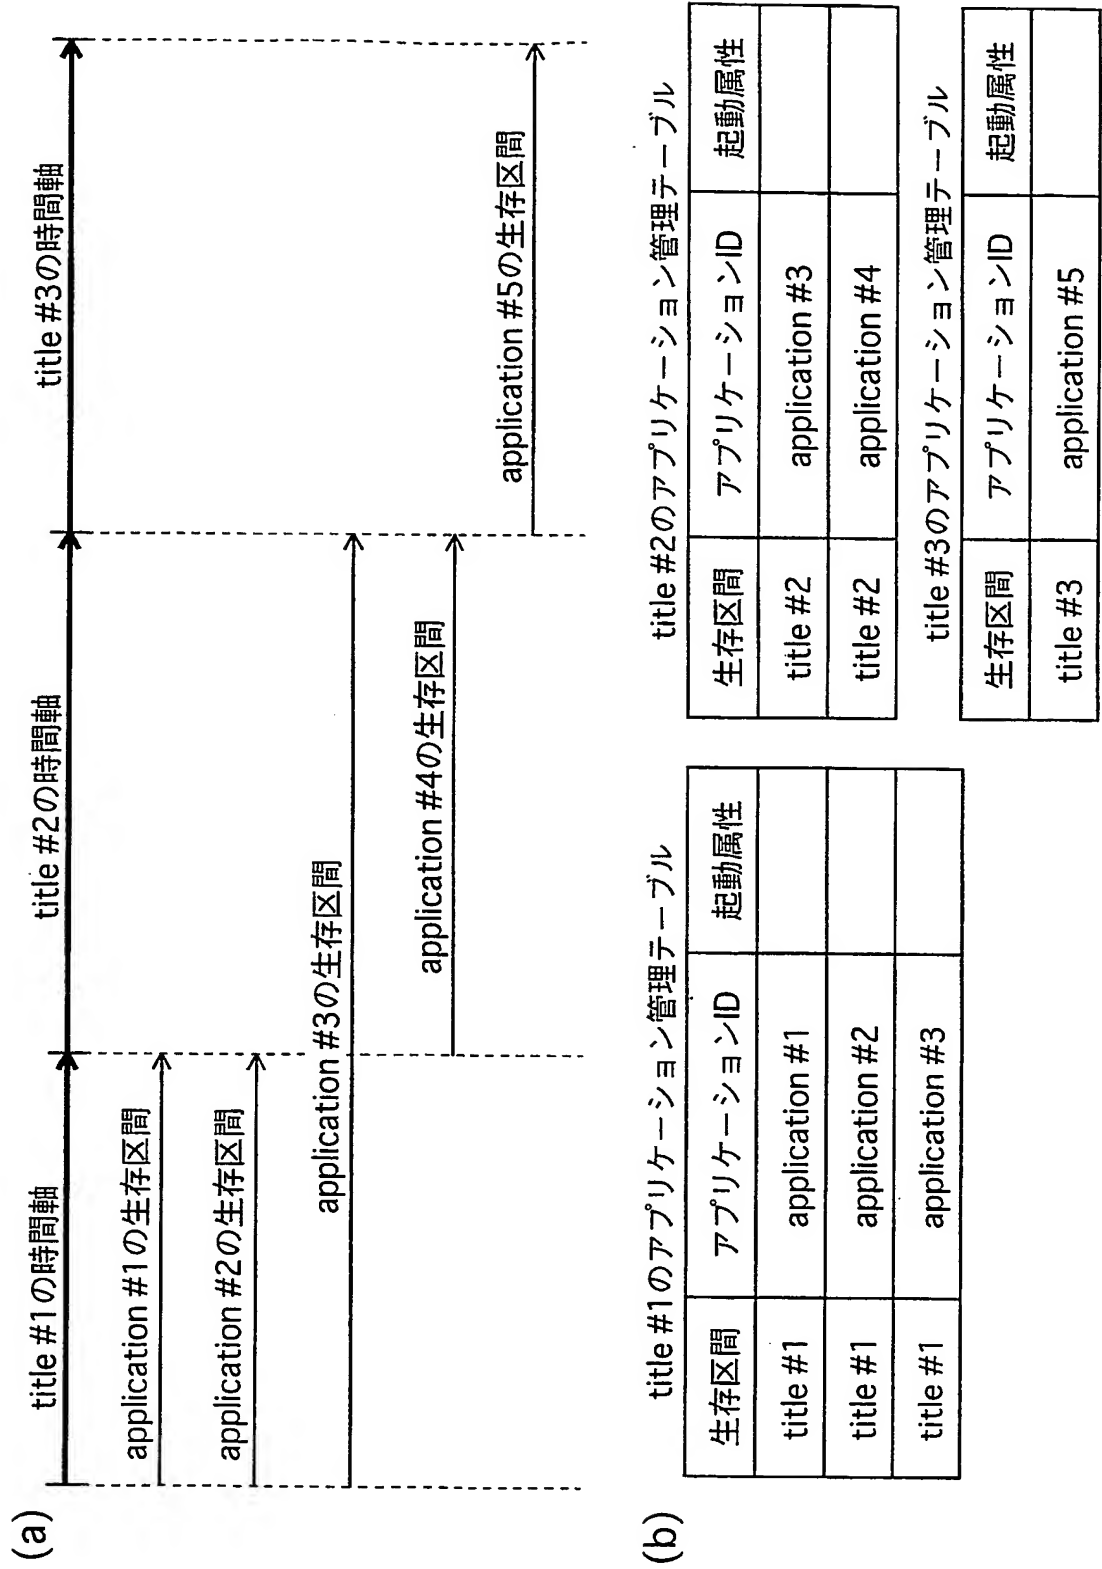 (a)
title #1の時間軸
title #2の時間軸
title #3の時間軸
application #1の生存区間
application #2の生存区間
application #3の生存区間
application #4の生存区間
application #5の生存区間
(b)
title #1のアプリケーション管理テーブル
生存区間 アプリケーションID 起動属性
title #1 application #1
title #1 application #2
title #1 application #3
title #2のアプリケーション管理テーブル
生存区間 アプリケーションID 起動属性
title #2 application #3
title #2 application #4
title #3のアプリケーション管理テーブル
生存区間 アプリケーションID 起動属性
title #3 application #5